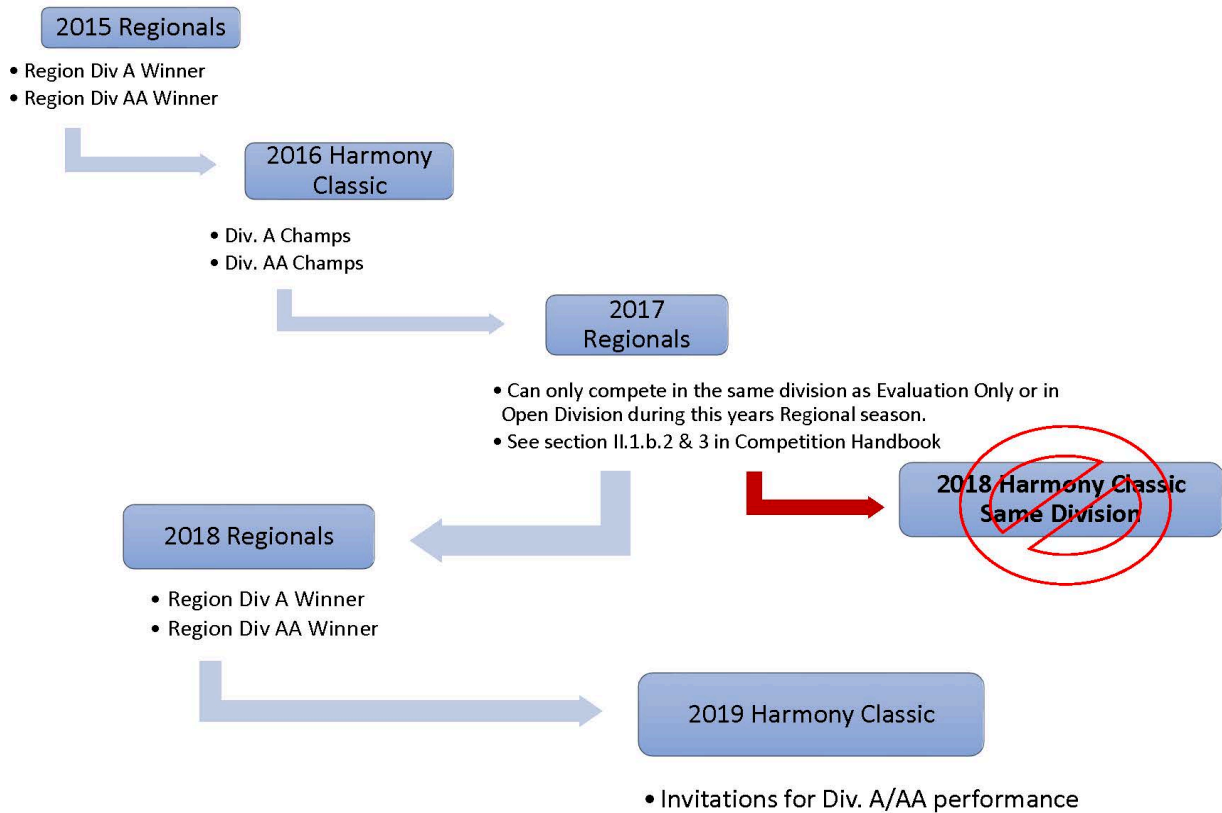 2015 Regionals
• Region Div A Winner
• Region Div AA Winner
2016 Harmony
Classic
• Div. A Champs
• Div. AA Champs
2017
Regionals
• Can only compete in the same division as Evaluation Only or in
Open Division during this years Regional season.
• See section II.1.b.2 & 3 in Competition Handbook
2018 Harmony Classic
Same Division
2018 Regionals
• Region Div A Winner
• Region Div AA Winner
2019 Harmony Classic
• Invitations for Div. A/AA performance